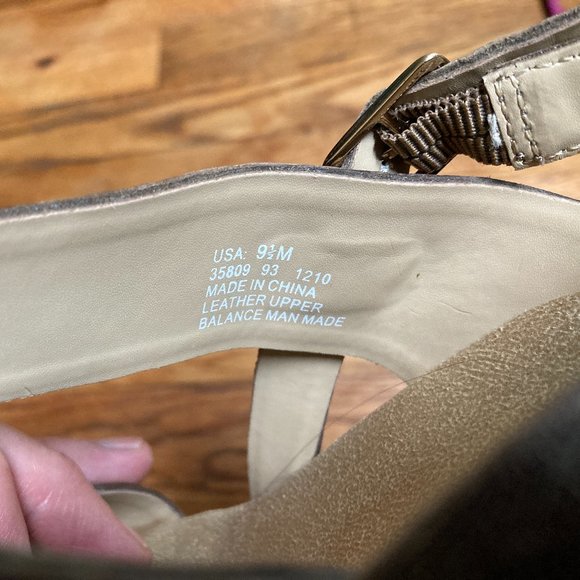 USA: 9½M
35809 93 1210
MADE IN CHINA
LEATHER UPPER
BALANCE MAN MADE